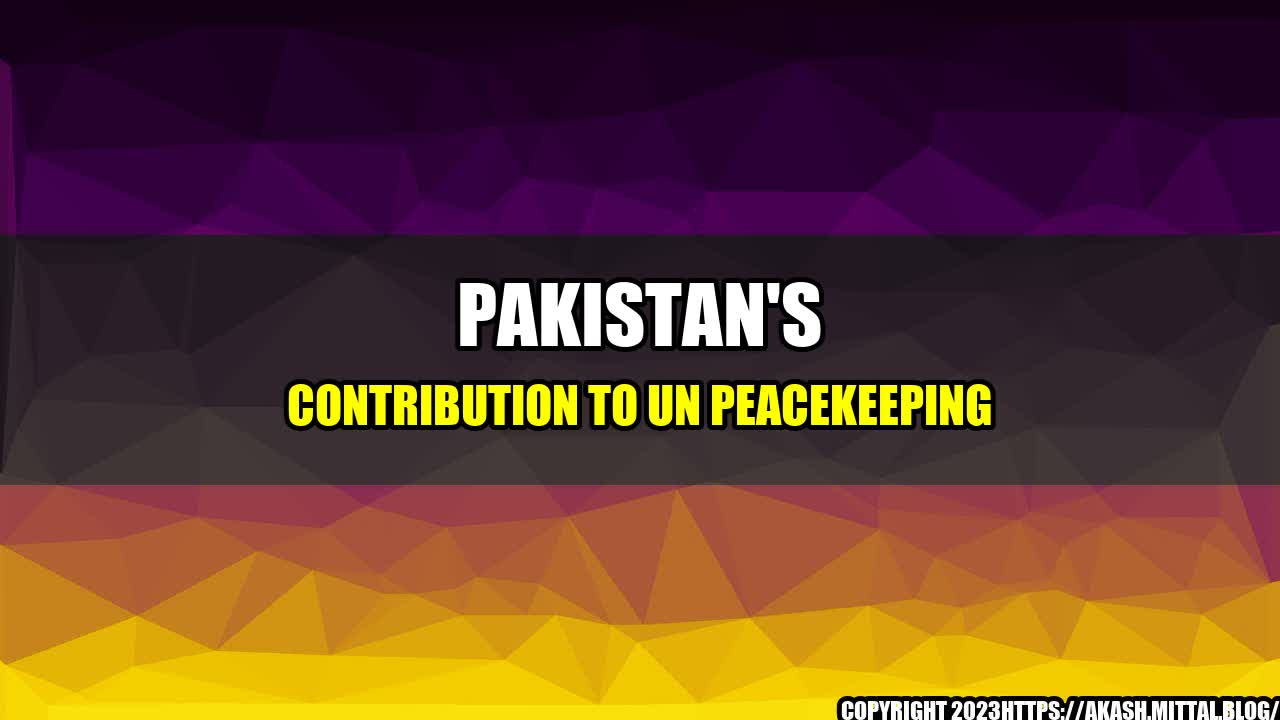 PAKISTAN'S
CONTRIBUTION TO UN PEACEKEEPING
COPYRIGHT 2023HTTPS://AKASH.MITTAL.BLOG/